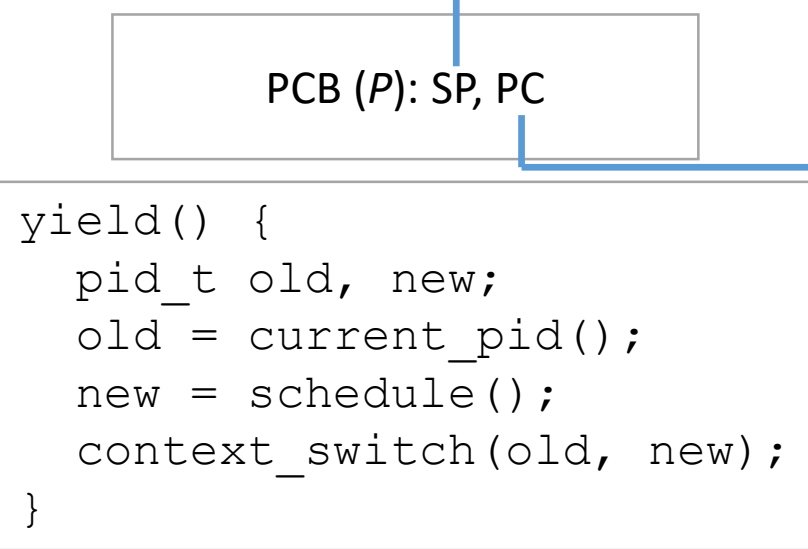 PCB (P): SP, PC
yield() {
  pid_t old, new;
  old = current_pid();
  new = schedule();
  context_switch(old, new);
}